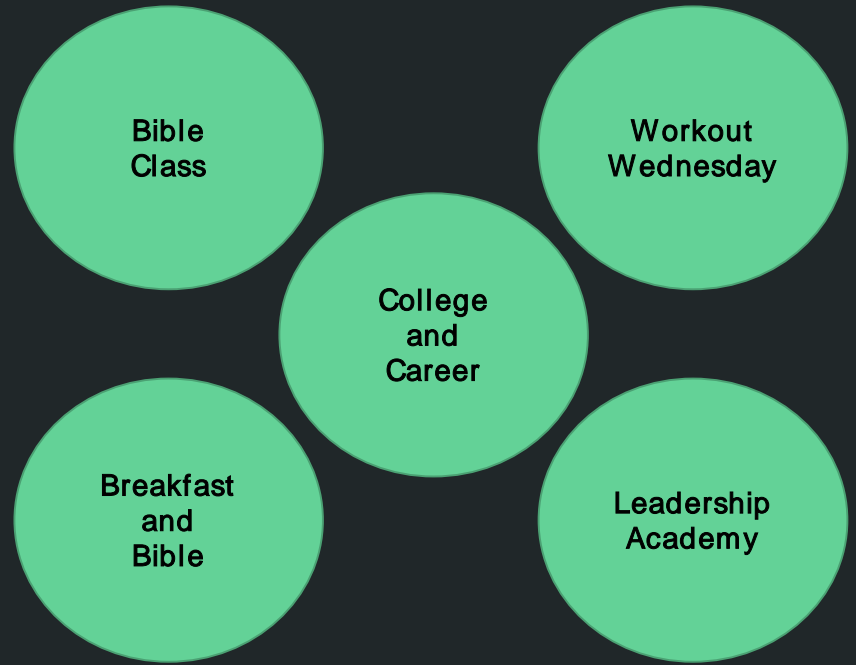 Bible
Class
Workout
Wednesday
College
and
Career
Breakfast
and
Bible
Leadership
Academy